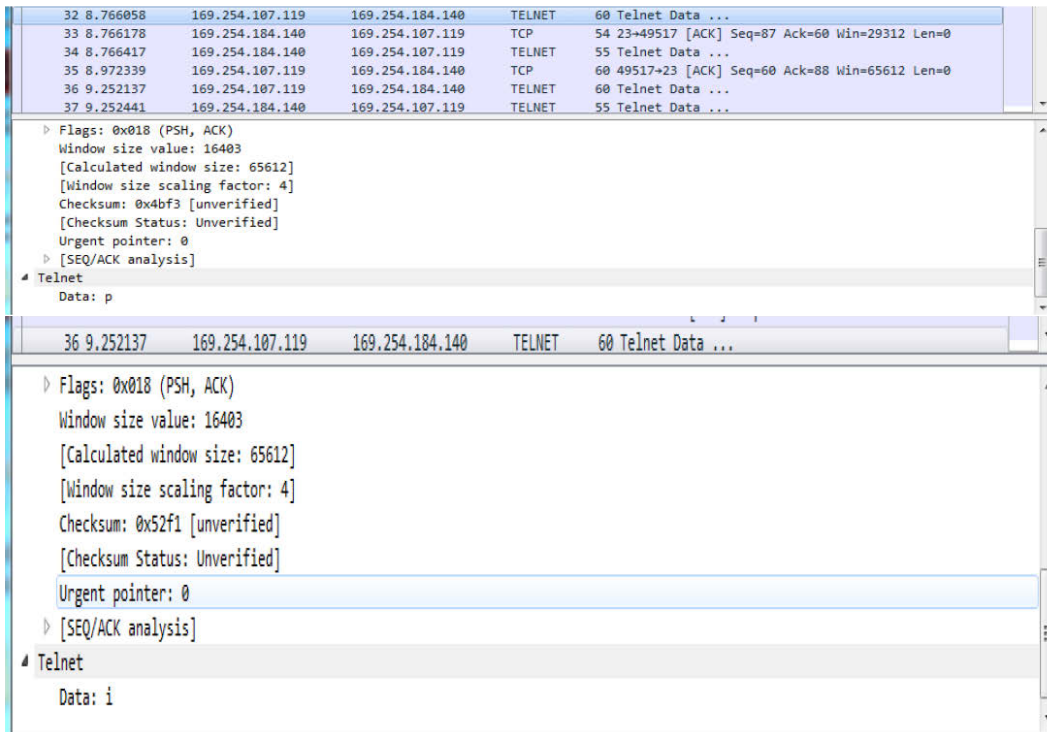 32 8.766058 169.254.107.119 169.254.184.140 TELNET 60 Telnet Data ...
33 8.766178 169.254.184.140 169.254.107.119 TCP 54 23→49517 [ACK] Seq=87 Ack=60 Win=29312 Len=0
34 8.766417 169.254.184.140 169.254.107.119 TELNET 55 Telnet Data ...
35 8.972339 169.254.107.119 169.254.184.140 TCP 60 49517→23 [ACK] Seq=60 Ack=88 Win=65612 Len=0
36 9.252137 169.254.107.119 169.254.184.140 TELNET 60 Telnet Data ...
37 9.252441 169.254.184.140 169.254.107.119 TELNET 55 Telnet Data ...
Flags: 0x018 (PSH, ACK)
Window size value: 16403
[Calculated window size: 65612]
[Window size scaling factor: 4]
Checksum: 0x4bf3 [unverified]
[Checksum Status: Unverified]
Urgent pointer: 0
[SEQ/ACK analysis]
Telnet
Data: p
36 9.252137 169.254.107.119 169.254.184.140 TELNET 60 Telnet Data ...
Flags: 0x018 (PSH, ACK)
Window size value: 16403
[Calculated window size: 65612]
[Window size scaling factor: 4]
Checksum: 0x52f1 [unverified]
[Checksum Status: Unverified]
Urgent pointer: 0
[SEQ/ACK analysis]
Telnet
Data: i